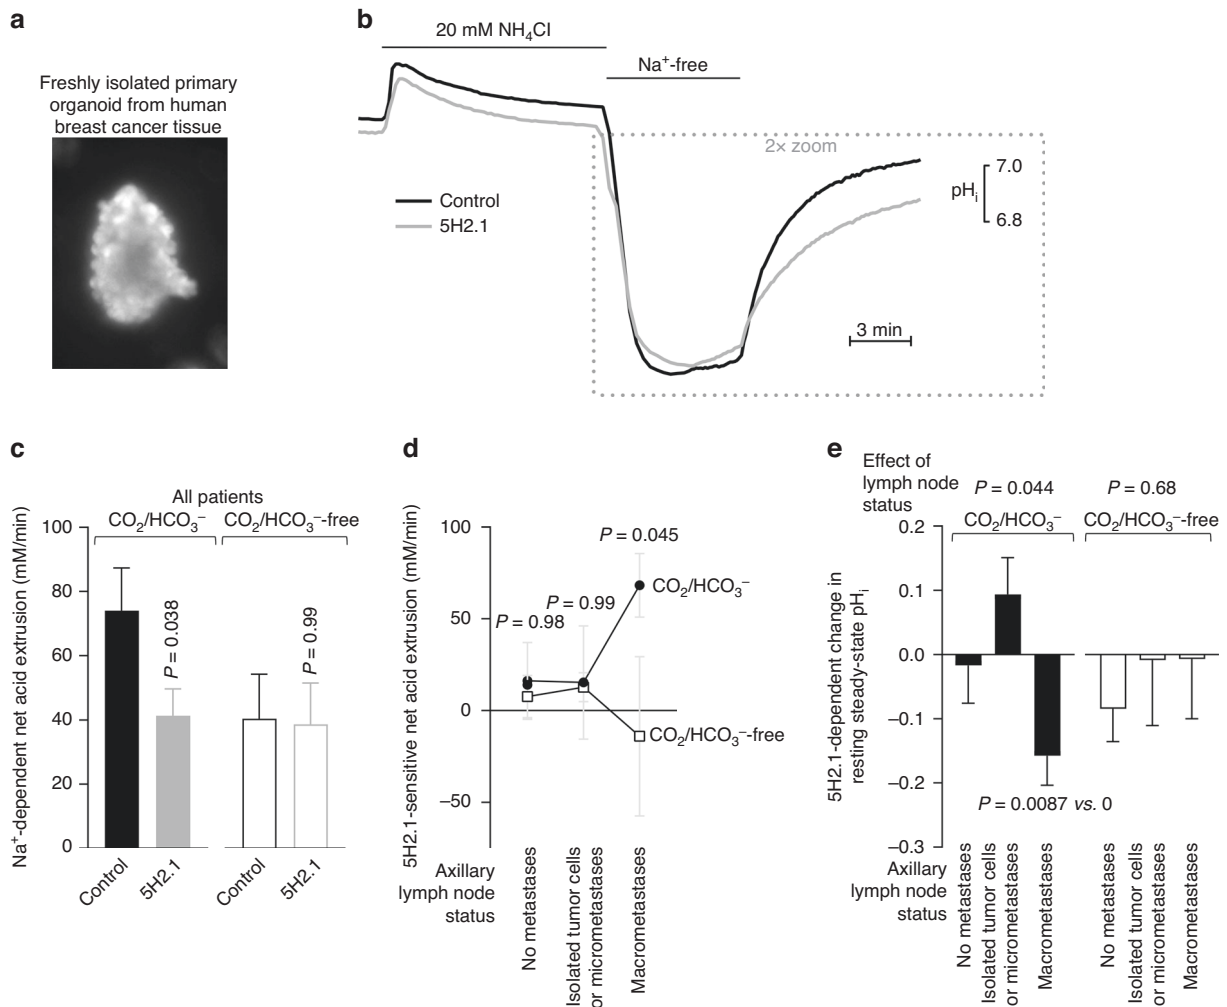 a
Freshly isolated primary
organoid from human
breast cancer tissue
b
20 mM NH₄Cl
Na⁺-free
2× zoom
Control
5H2.1
pHᵢ
7.0
6.8
3 min
c
All patients
CO₂/HCO₃⁻
CO₂/HCO₃⁻-free
Na⁺-dependent net acid extrusion (mM/min)
100
80
60
40
20
0
P = 0.038
P = 0.99
Control
5H2.1
Control
5H2.1
d
5H2.1-sensitive net acid extrusion (mM/min)
100
50
0
–50
P = 0.98
P = 0.99
P = 0.045
CO₂/HCO₃⁻
CO₂/HCO₃⁻-free
Axillary
lymph node
status
No metastases
Isolated tumor cells
or micrometastases
Macrometastases
e
Effect of
lymph node
status
P = 0.044
P = 0.68
CO₂/HCO₃⁻
CO₂/HCO₃⁻-free
5H2.1-dependent change in
resting steady-state pHᵢ
0.2
0.1
0.0
–0.1
–0.2
–0.3
P = 0.0087 vs. 0
Axillary
lymph node
status
No metastases
Isolated tumor cells
or micrometastases
Macrometastases
No metastases
Isolated tumor cells
or micrometastases
Macrometastases